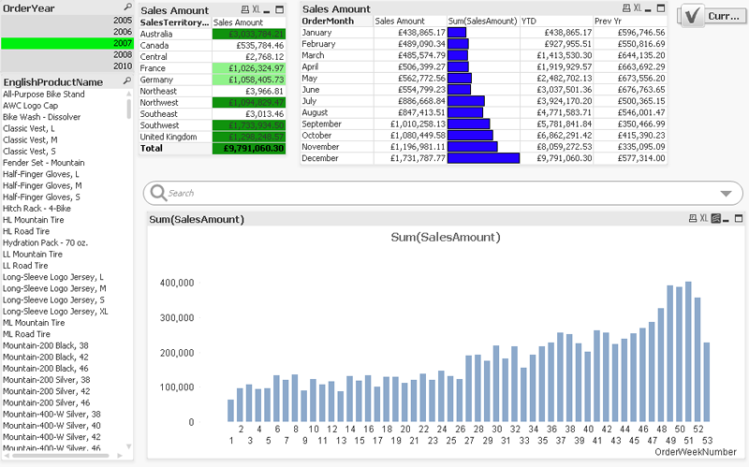 OrderYear
2005
2006
2007
2008
2010
EnglishProductName
All-Purpose Bike Stand
AWC Logo Cap
Bike Wash - Dissolver
Classic Vest, L
Classic Vest, M
Classic Vest, S
Fender Set - Mountain
Half-Finger Gloves, L
Half-Finger Gloves, M
Half-Finger Gloves, S
Hitch Rack - 4-Bike
HL Mountain Tire
HL Road Tire
Hydration Pack - 70 oz.
LL Mountain Tire
LL Road Tire
Long-Sleeve Logo Jersey, L
Long-Sleeve Logo Jersey, M
Long-Sleeve Logo Jersey, S
Long-Sleeve Logo Jersey, XL
ML Mountain Tire
ML Road Tire
Mountain-200 Black, 38
Mountain-200 Black, 42
Mountain-200 Black, 46
Mountain-200 Silver, 38
Mountain-200 Silver, 42
Mountain-200 Silver, 46
Mountain-400-W Silver, 38
Mountain-400-W Silver, 40
Mountain-400-W Silver, 42
Mountain-400-W Silver, 46
Sales Amount XL
SalesTerritory... Sales Amount
Australia £3,033,784.21
Canada £535,784.46
Central £2,768.12
France £1,026,324.97
Germany £1,058,405.73
Northeast £3,966.81
Northwest £1,094,829.47
Southeast £3,013.46
Southwest £1,733,934.50
United Kingdom £1,298,248.57
Total £9,791,060.30
Sales Amount XL
OrderMonth Sales Amount Sum(SalesAmount) YTD Prev Yr
January £438,865.17 £438,865.17 £596,746.56
February £489,090.34 £927,955.51 £550,816.69
March £485,574.79 £1,413,530.30 £644,135.20
April £506,399.27 £1,919,929.57 £663,692.29
May £562,772.56 £2,482,702.13 £673,556.20
June £554,799.23 £3,037,501.36 £676,763.65
July £886,668.84 £3,924,170.20 £500,365.15
August £847,413.51 £4,771,583.71 £546,001.47
September £1,010,258.13 £5,781,841.84 £350,466.99
October £1,080,449.58 £6,862,291.42 £415,390.23
November £1,196,981.11 £8,059,272.53 £335,095.09
December £1,731,787.77 £9,791,060.30 £577,314.00
Curr...
Search
Sum(SalesAmount) XL
Sum(SalesAmount)
400,000
300,000
200,000
100,000
0
2 4 6 8 10 12 14 16 18 20 22 24 26 28 30 32 34 36 38 40 42 44 46 48 50 52
1 3 5 7 9 11 13 15 17 19 21 23 25 27 29 31 33 35 37 39 41 43 45 47 49 51 53
OrderWeekNumber